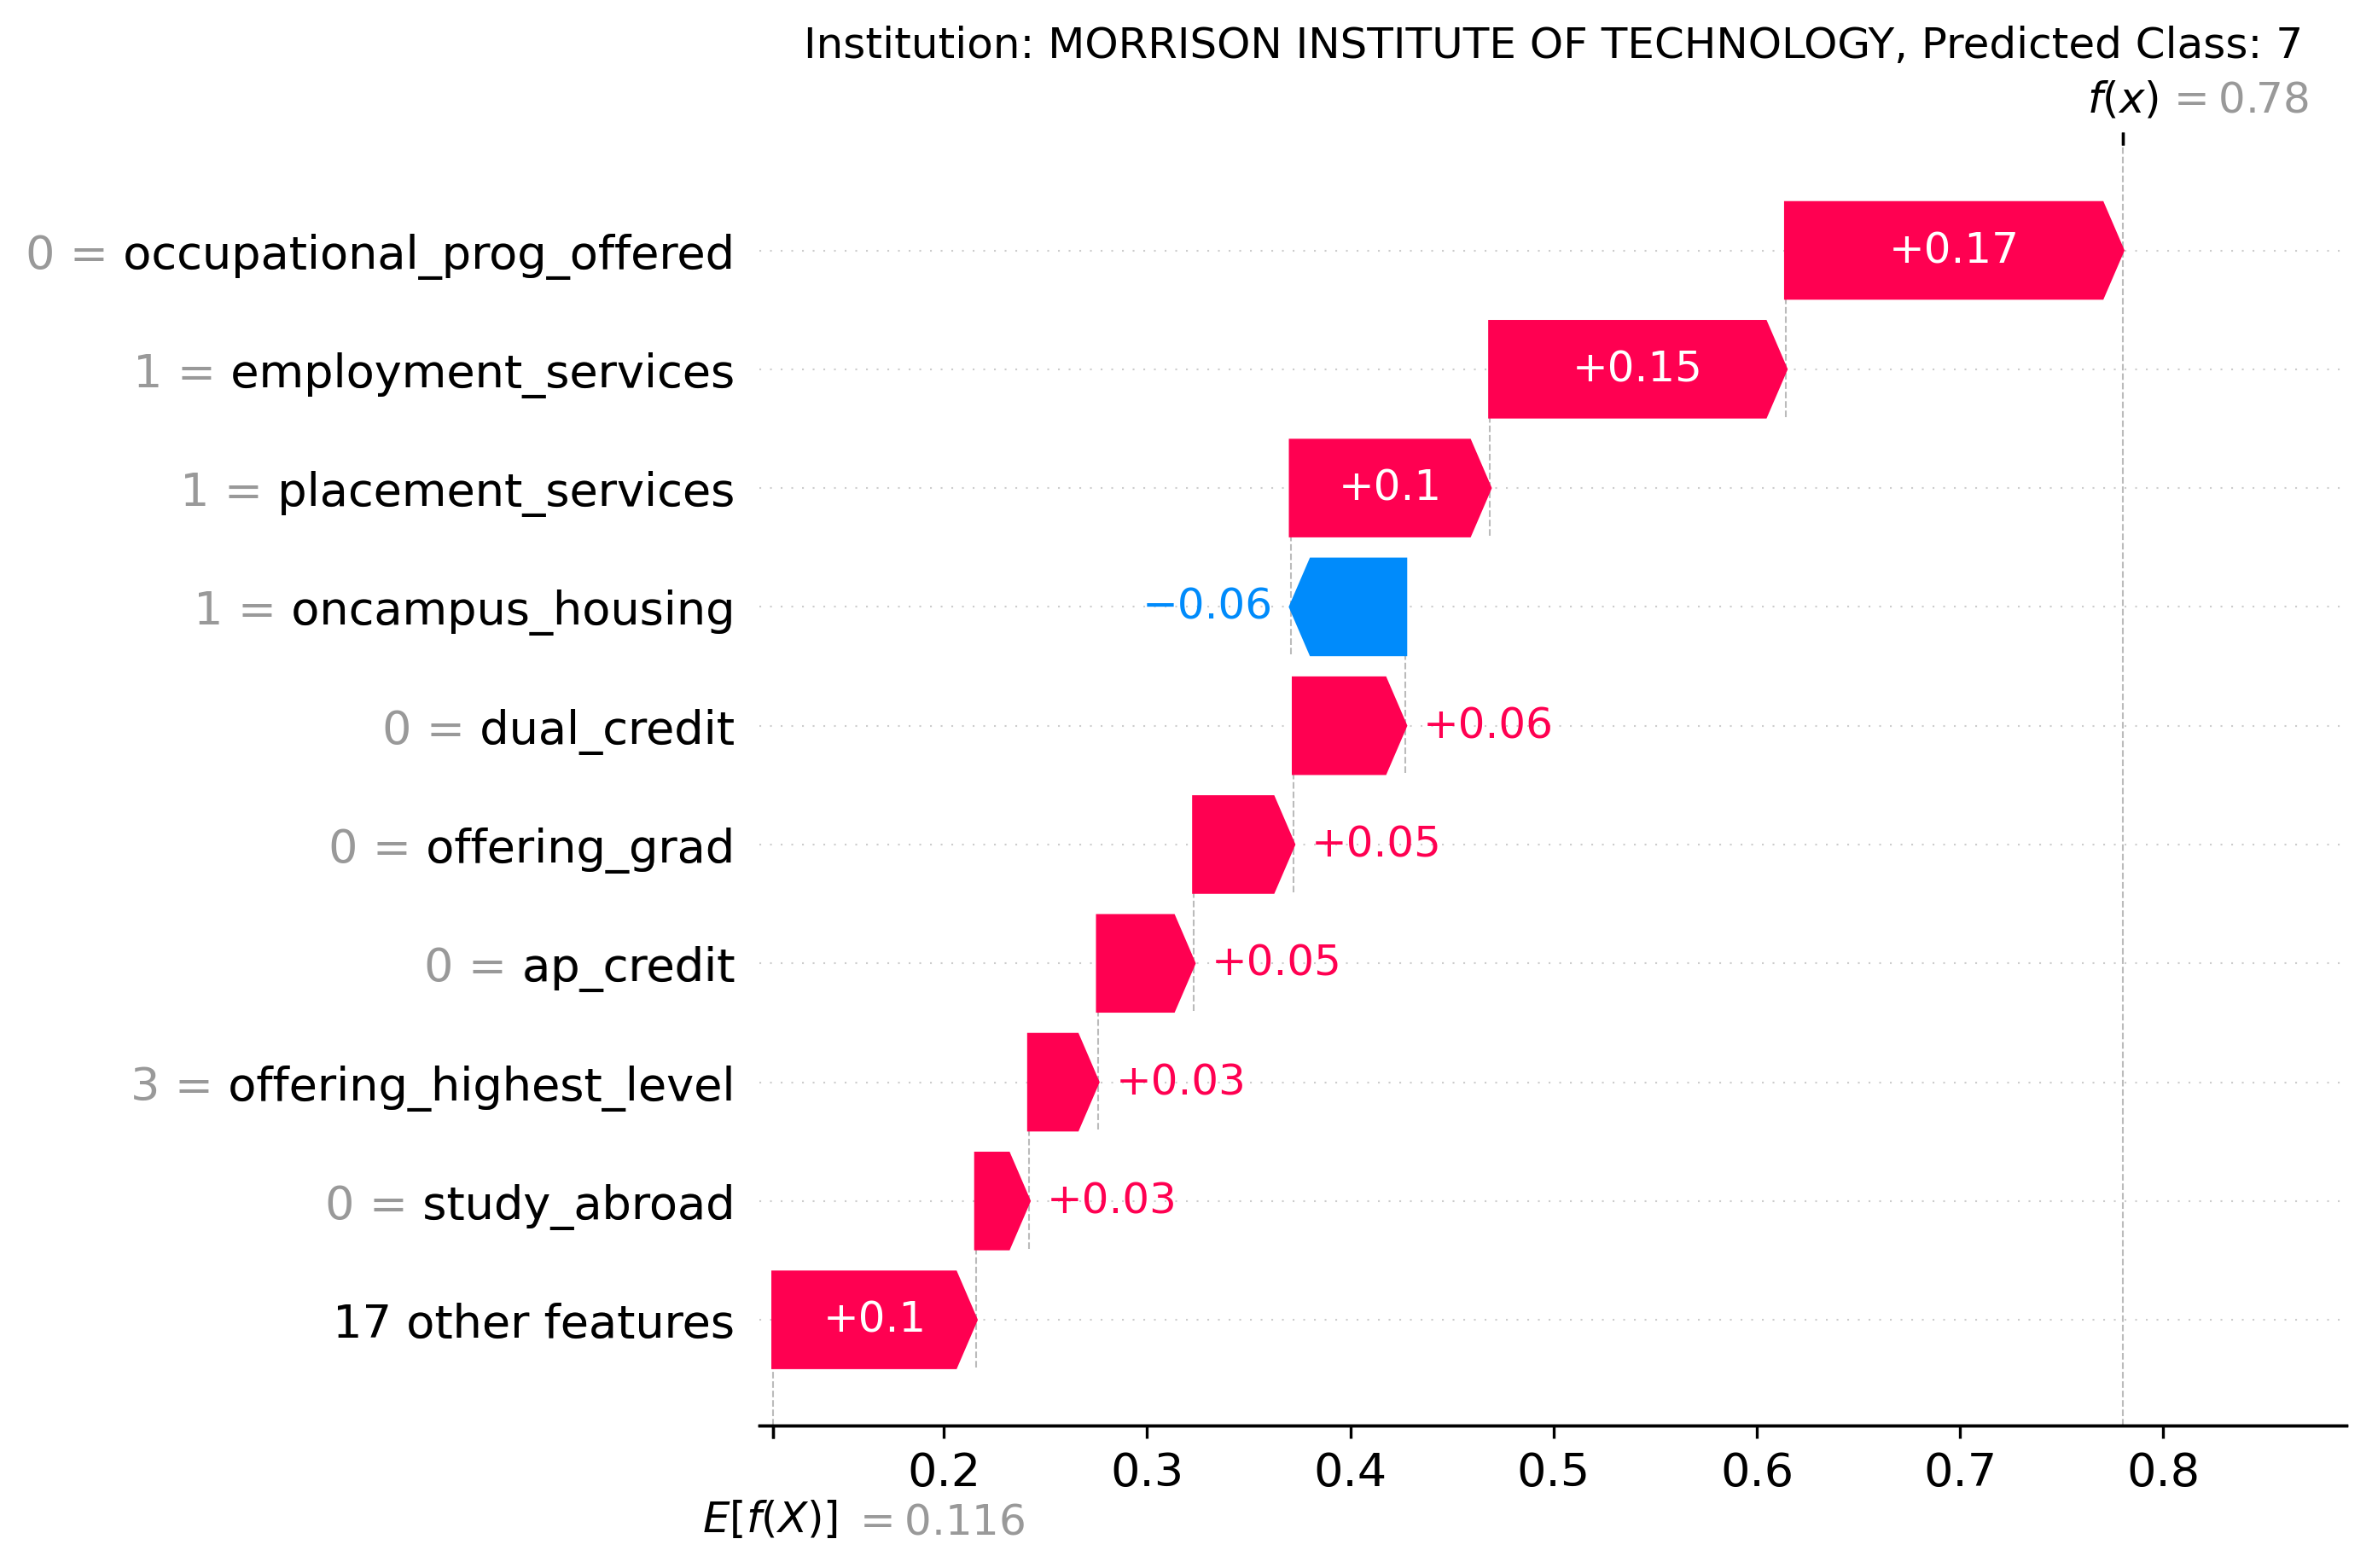 Institution: MORRISON INSTITUTE OF TECHNOLOGY, Predicted Class: 7
f(x) = 0.78
0 = occupational_prog_offered +0.17
1 = employment_services +0.15
1 = placement_services +0.1
1 = oncampus_housing −0.06
0 = dual_credit +0.06
0 = offering_grad +0.05
0 = ap_credit +0.05
3 = offering_highest_level +0.03
0 = study_abroad +0.03
17 other features +0.1
0.2 0.3 0.4 0.5 0.6 0.7 0.8
E[f(X)] = 0.116